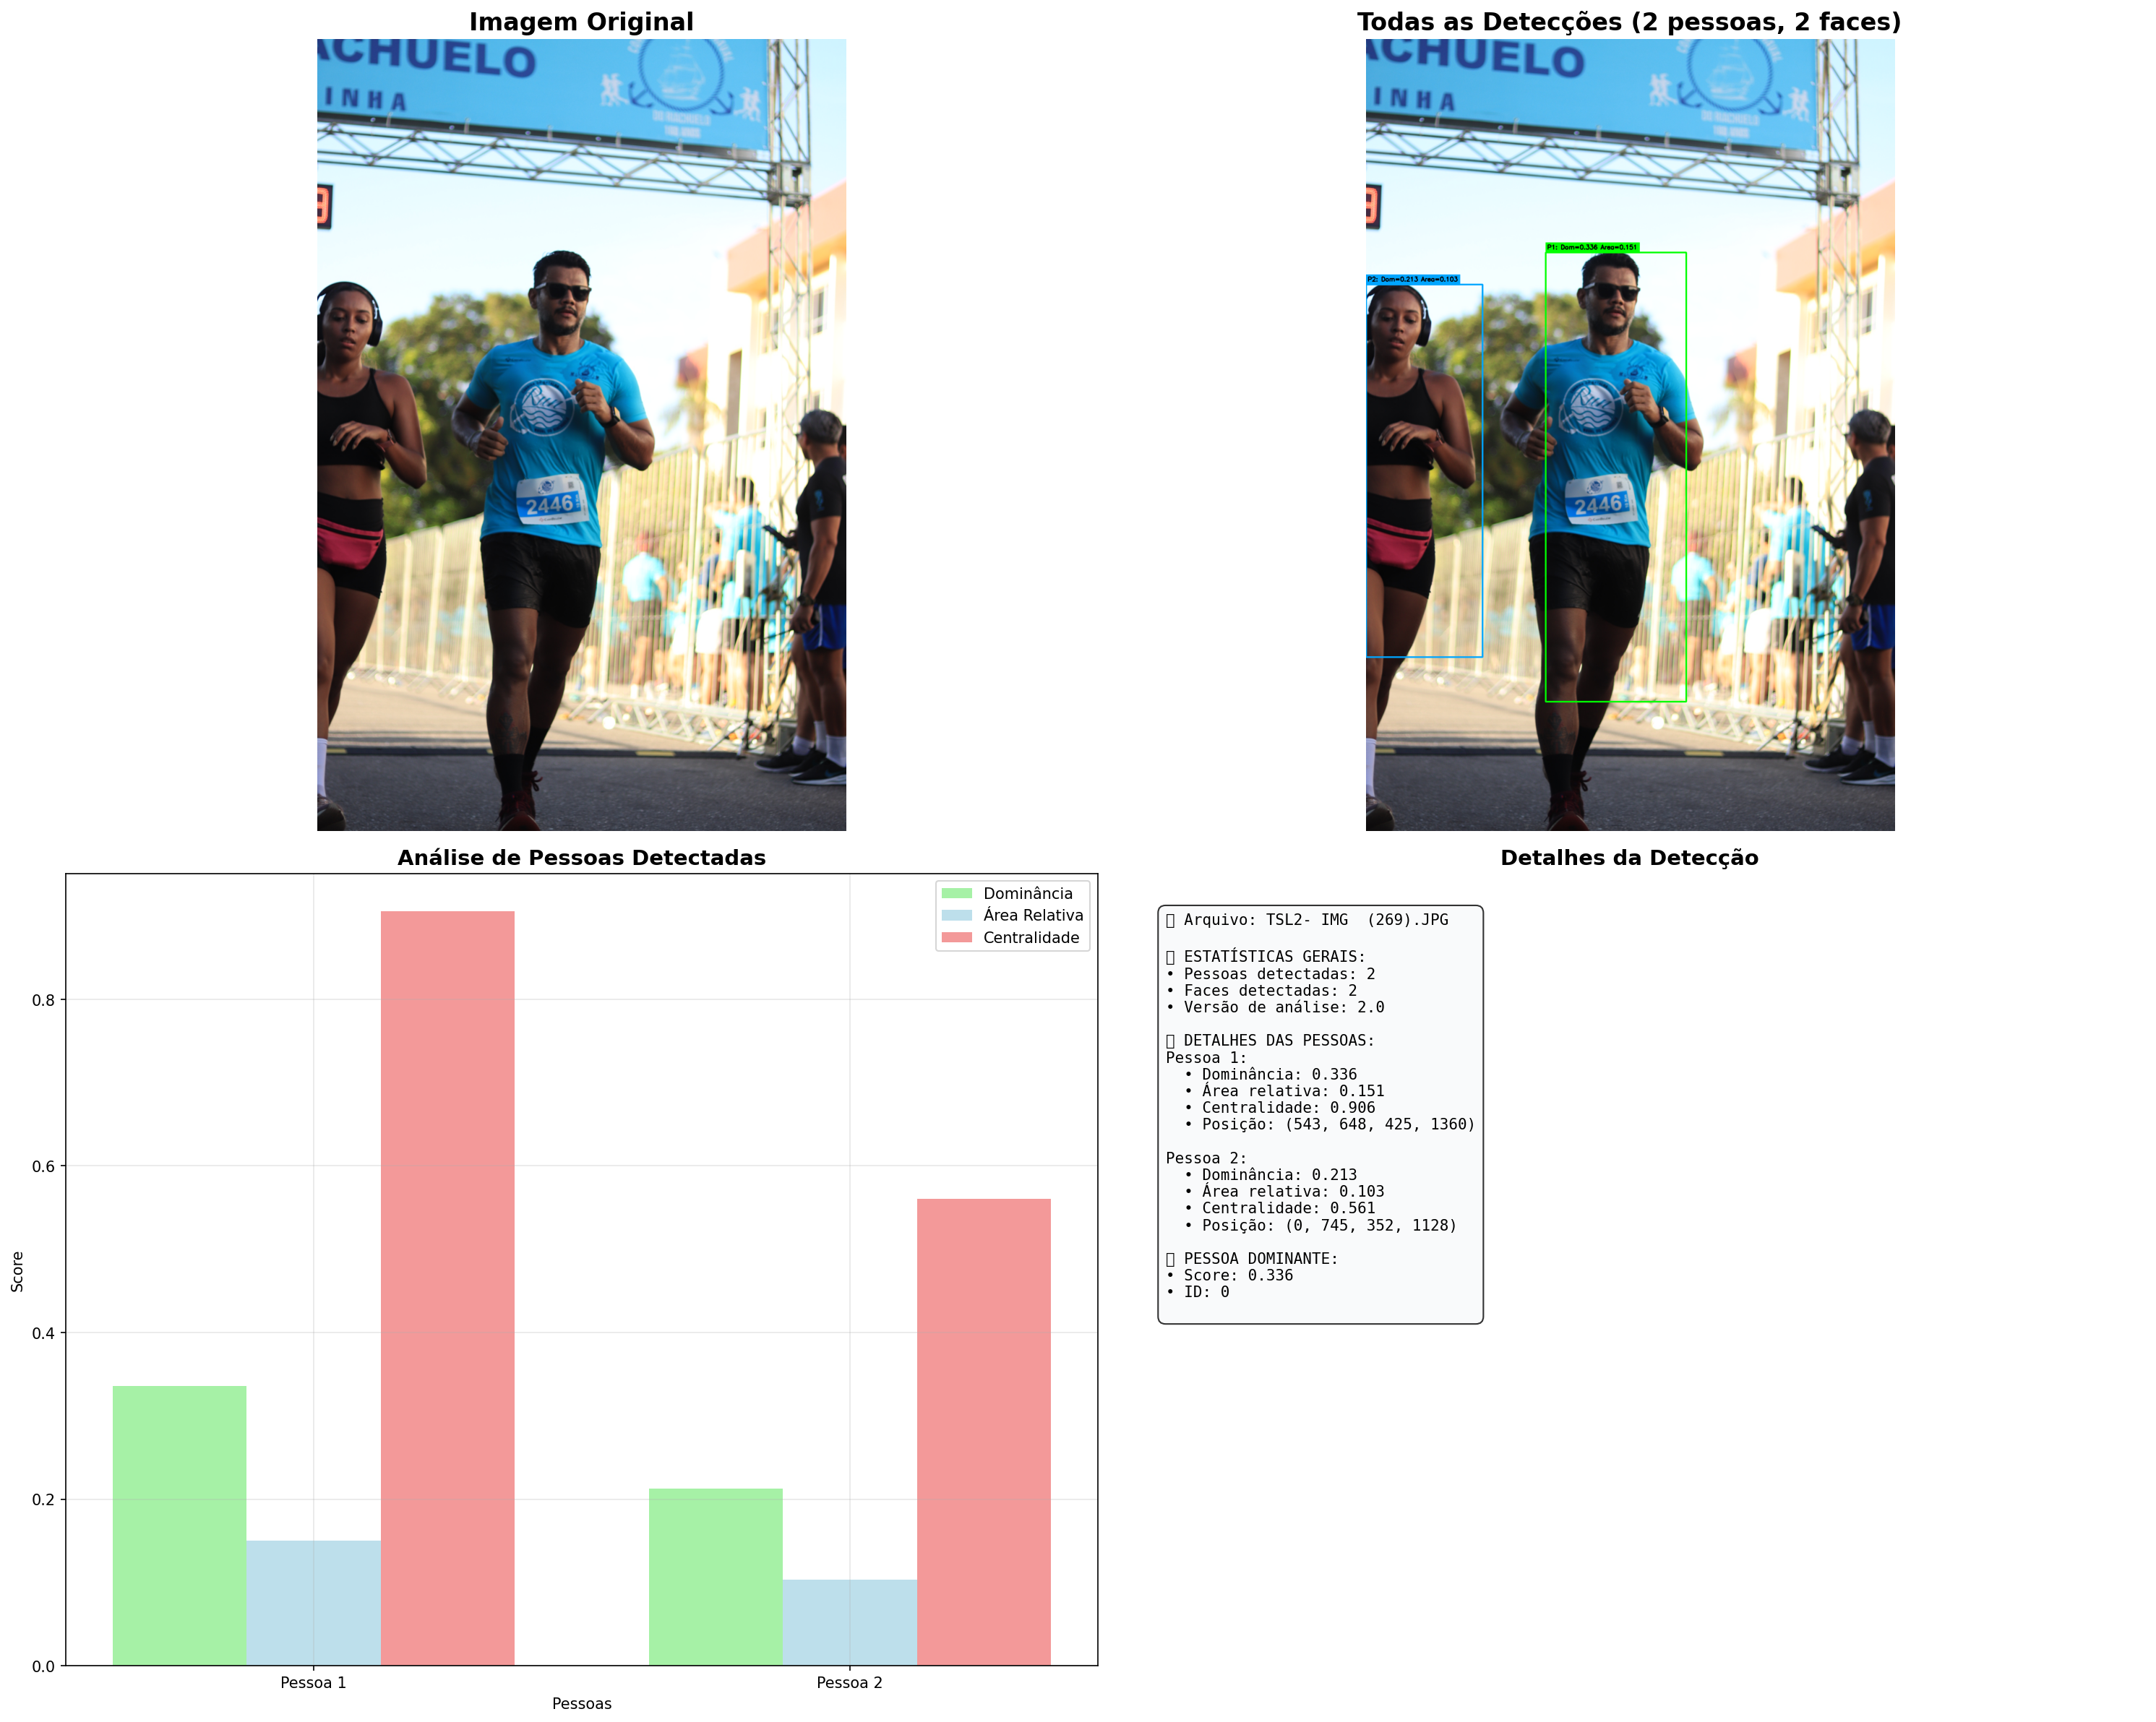 Imagem Original
ACHUELO
INHA
DO RIACHUELO
2446
Todas as Detecções (2 pessoas, 2 faces)
ACHUELO
INHA
DO RIACHUELO
P1: Dom=0.336 Area=0.151
P2: Dom=0.213 Area=0.103
2446
Análise de Pessoas Detectadas
Dominância
Área Relativa
Centralidade
0.8
0.6
0.4
0.2
0.0
Score
Pessoa 1
Pessoa 2
Pessoas
Detalhes da Detecção
Arquivo: TSL2- IMG  (269).JPG
ESTATÍSTICAS GERAIS:
• Pessoas detectadas: 2
• Faces detectadas: 2
• Versão de análise: 2.0
DETALHES DAS PESSOAS:
Pessoa 1:
• Dominância: 0.336
• Área relativa: 0.151
• Centralidade: 0.906
• Posição: (543, 648, 425, 1360)
Pessoa 2:
• Dominância: 0.213
• Área relativa: 0.103
• Centralidade: 0.561
• Posição: (0, 745, 352, 1128)
PESSOA DOMINANTE:
• Score: 0.336
• ID: 0